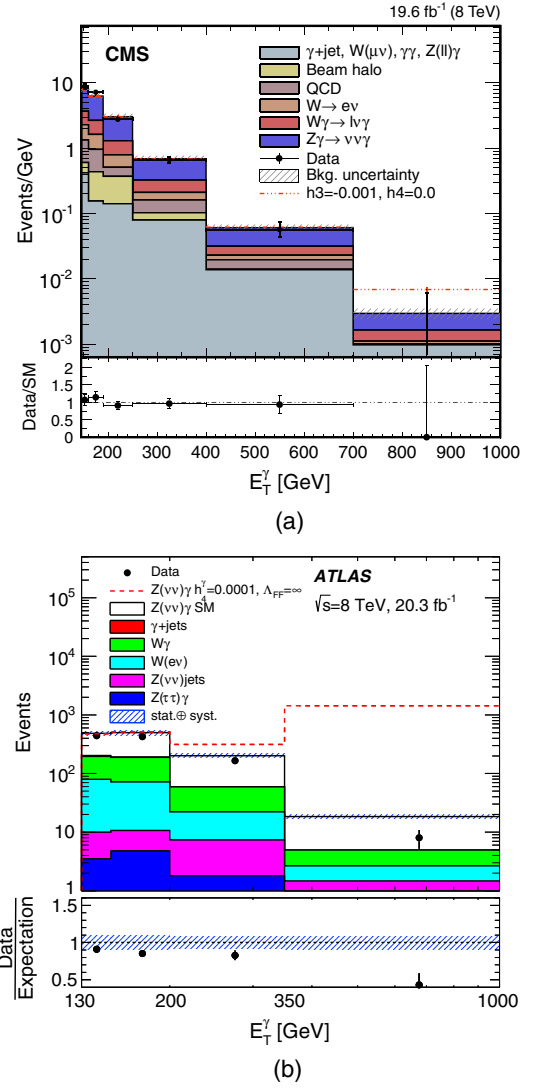 19.6 fb⁻¹ (8 TeV)
CMS
γ+jet, W(μν), γγ, Z(ll)γ
Beam halo
QCD
W→ eν
Wγ→ lνγ
Zγ→ ννγ
Data
Bkg. uncertainty
h3=-0.001, h4=0.0
Events/GeV
10
1
10⁻¹
10⁻²
10⁻³
Data/SM
2
1.5
1
0.5
0
200 300 400 500 600 700 800 900 1000
E_T^γ [GeV]
(a)
Data
Z(νν)γ h₄^γ=0.0001, Λ_FF=∞
Z(νν)γ SM
γ+jets
Wγ
W(eν)
Z(νν)jets
Z(ττ)γ
stat.⊕ syst.
ATLAS
√s=8 TeV, 20.3 fb⁻¹
Events
10⁵
10⁴
10³
10²
10
1
Data
Expectation
1.5
1
0.5
130 200 350 1000
E_T^γ [GeV]
(b)